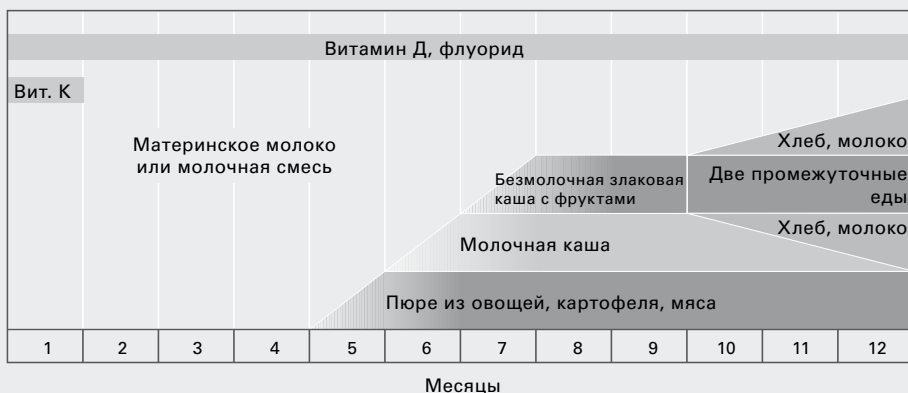 Витамин Д, флуорид
Вит. К
Материнское молоко
или молочная смесь
Хлеб, молоко
Безмолочная злаковая
каша с фруктами
Две промежуточные
еды
Хлеб, молоко
Молочная каша
Пюре из овощей, картофеля, мяса
1 2 3 4 5 6 7 8 9 10 11 12
Месяцы